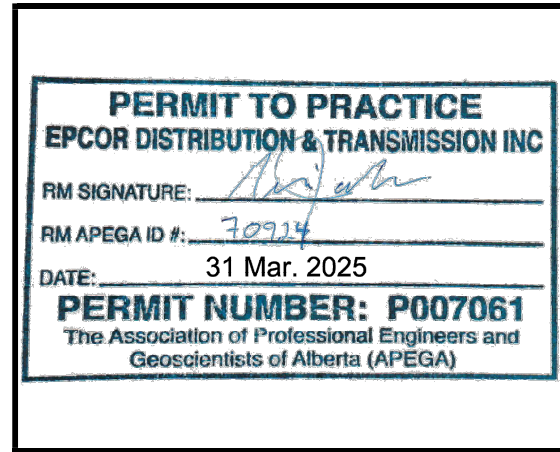 PERMIT TO PRACTICE
EPCOR DISTRIBUTION & TRANSMISSION INC
RM SIGNATURE:
RM APEGA ID #: 70924
DATE: 31 Mar. 2025
PERMIT NUMBER: P007061
The Association of Professional Engineers and
Geoscientists of Alberta (APEGA)